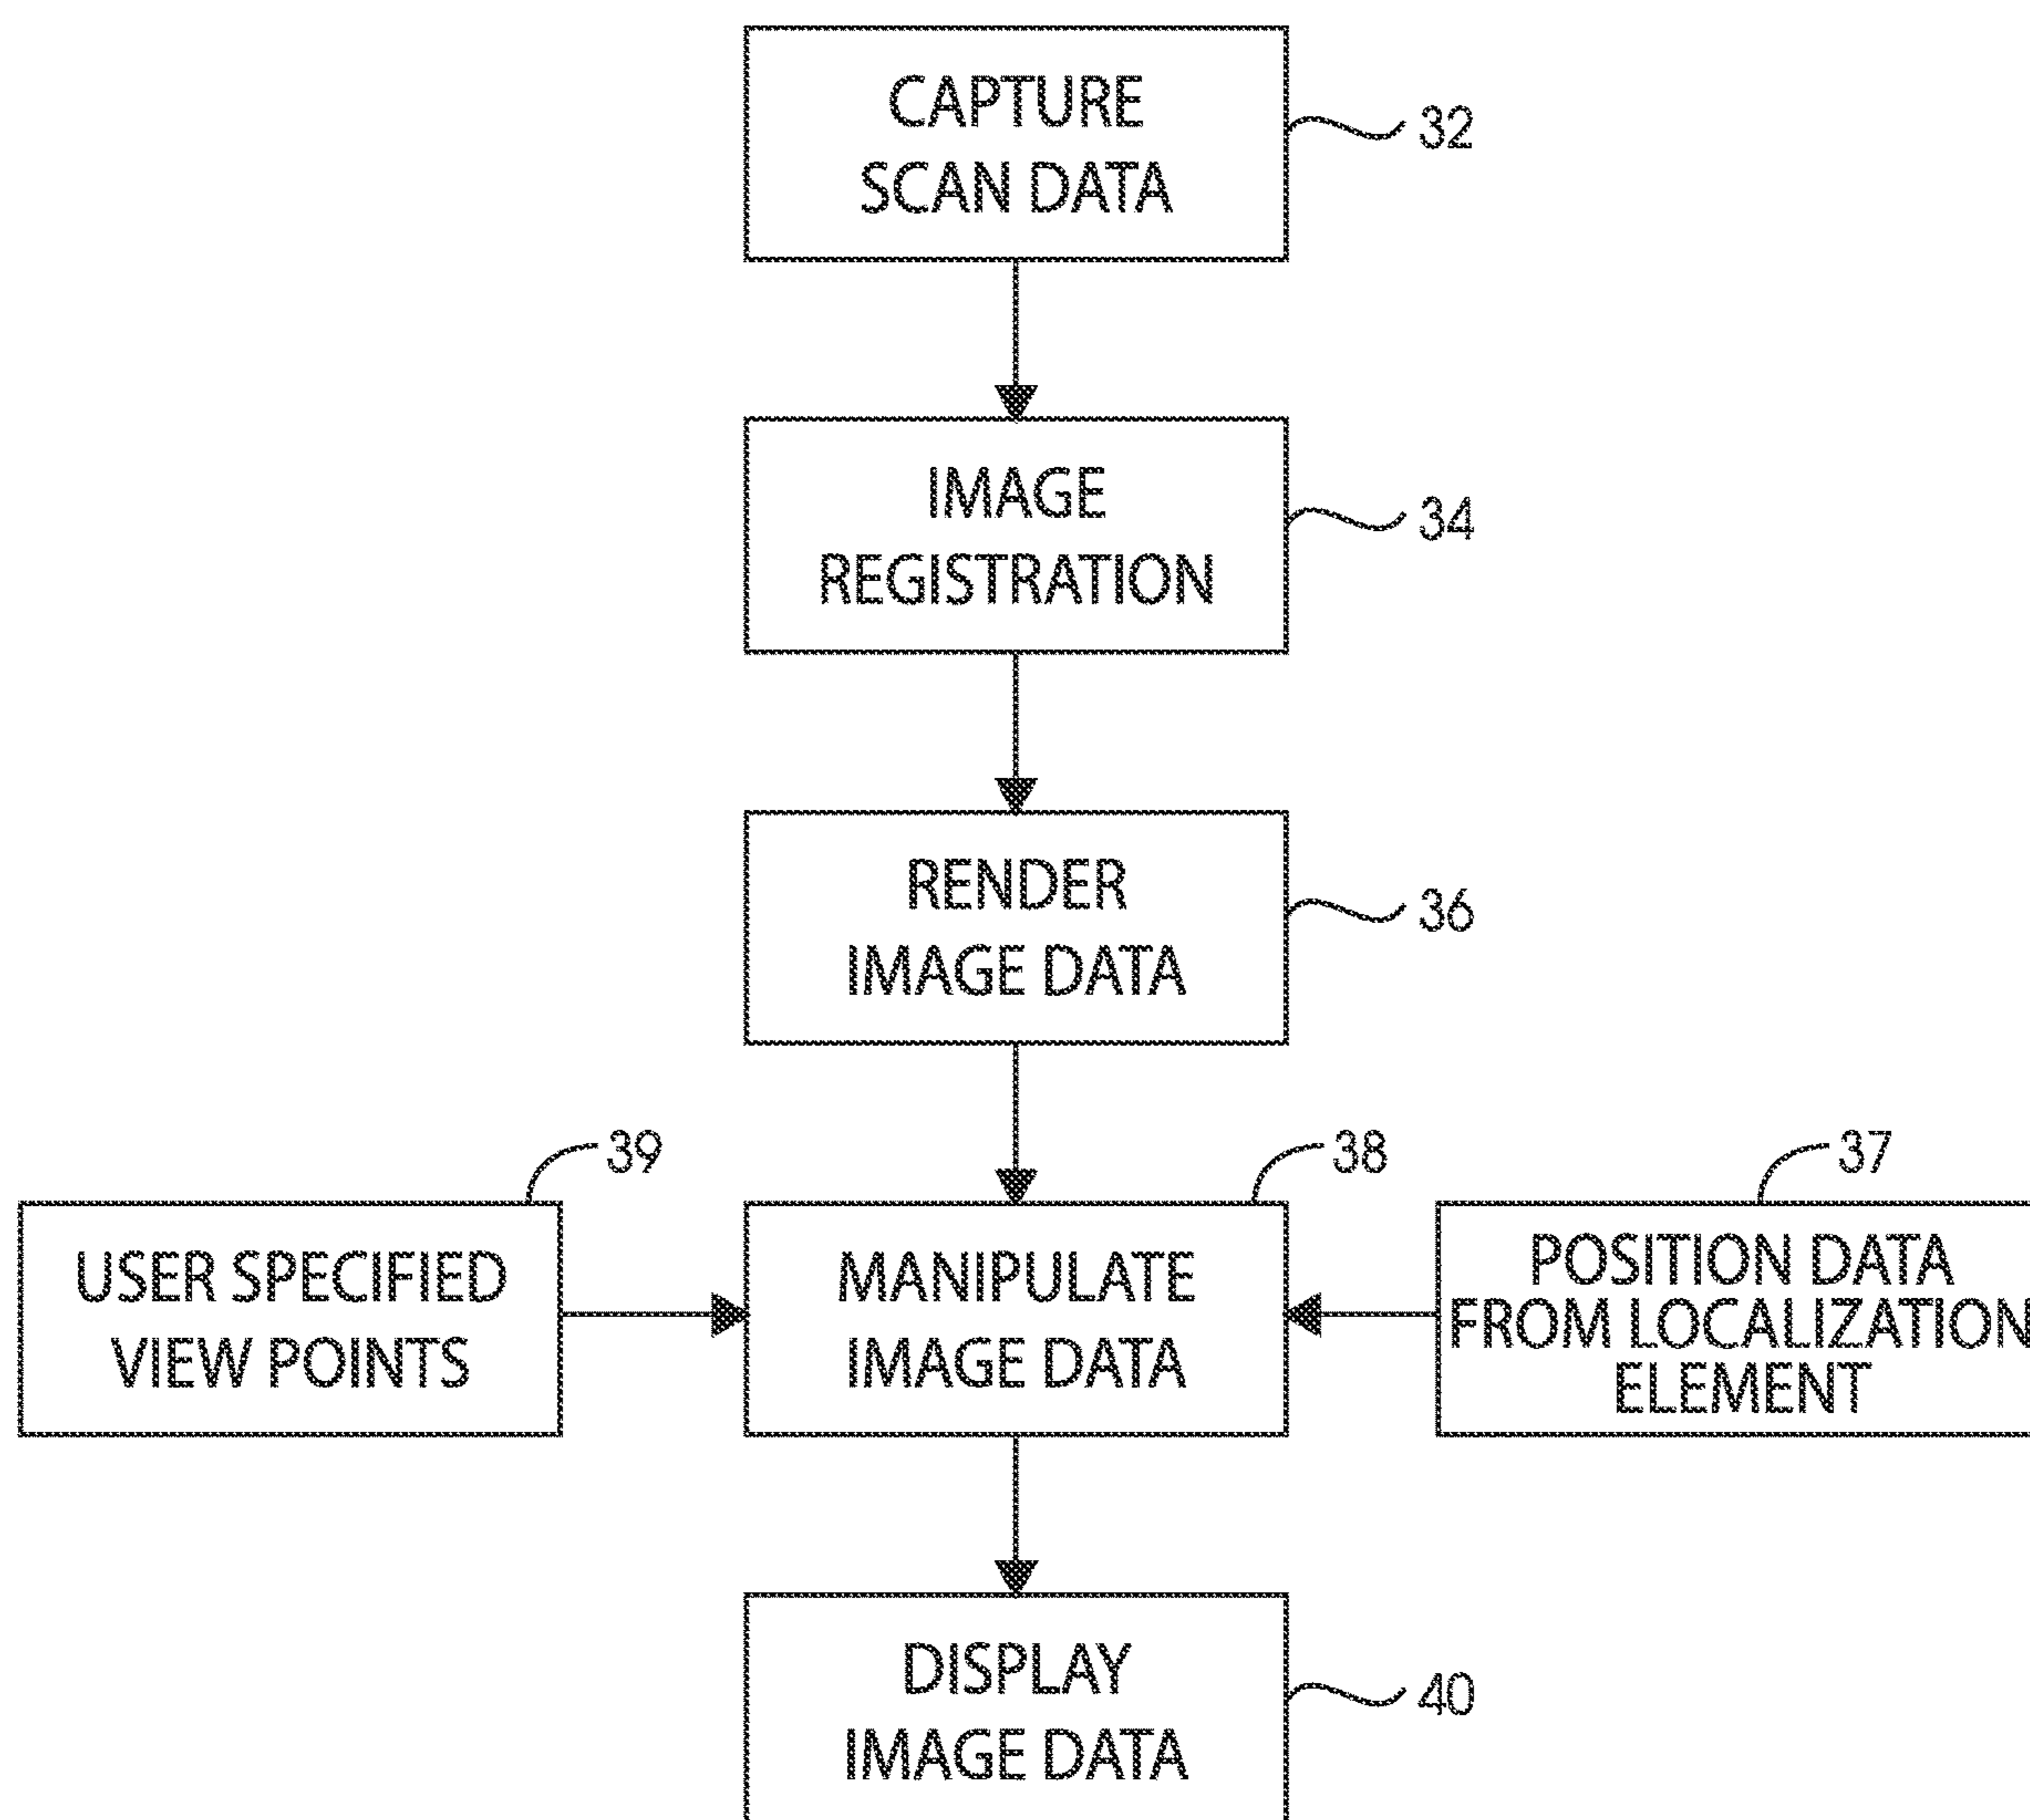 CAPTURE
SCAN DATA
32
IMAGE
REGISTRATION
34
RENDER
IMAGE DATA
36
39
38
37
USER SPECIFIED
VIEW POINTS
MANIPULATE
IMAGE DATA
POSITION DATA
FROM LOCALIZATION
ELEMENT
DISPLAY
IMAGE DATA
40